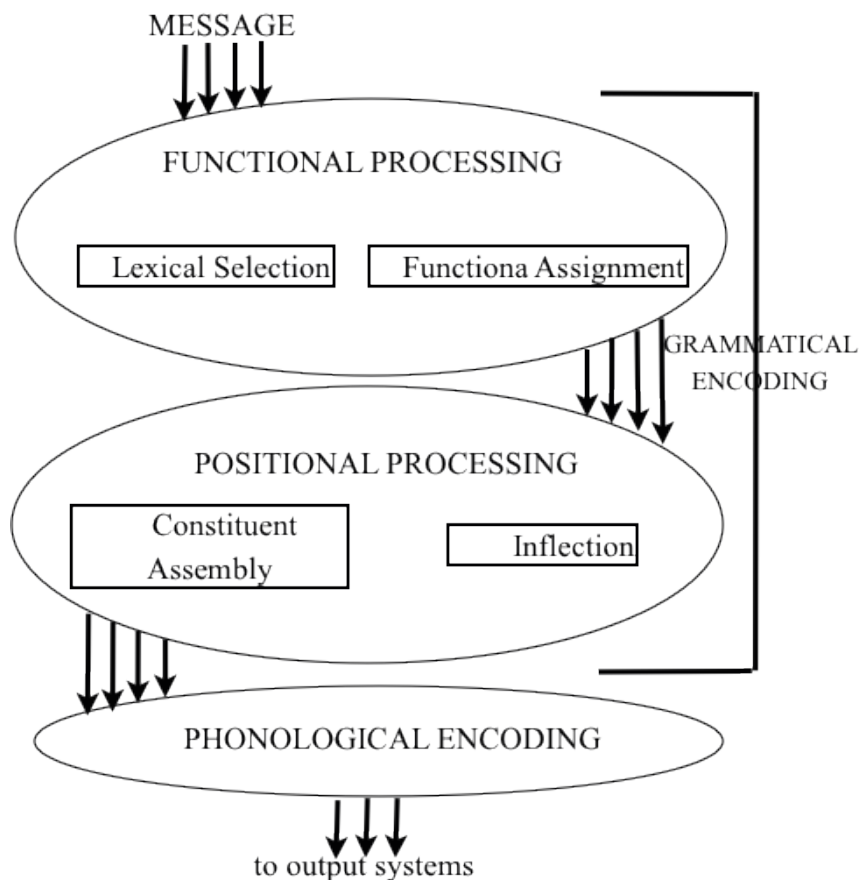 MESSAGE
FUNCTIONAL PROCESSING
Lexical Selection
Functiona Assignment
GRAMMATICAL
ENCODING
POSITIONAL PROCESSING
Constituent
Assembly
Inflection
PHONOLOGICAL ENCODING
to output systems